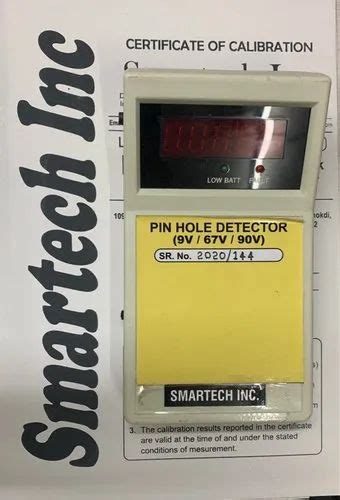 Smartech Inc
CERTIFICATE OF CALIBRATION
LOW BATT
PIN HOLE DETECTOR
(9V / 67V / 90V)
SR. No. 2020/144
SMARTECH INC.
3. The calibration results reported in the certificate
are valid at the time of and under the stated
conditions of mesurement.